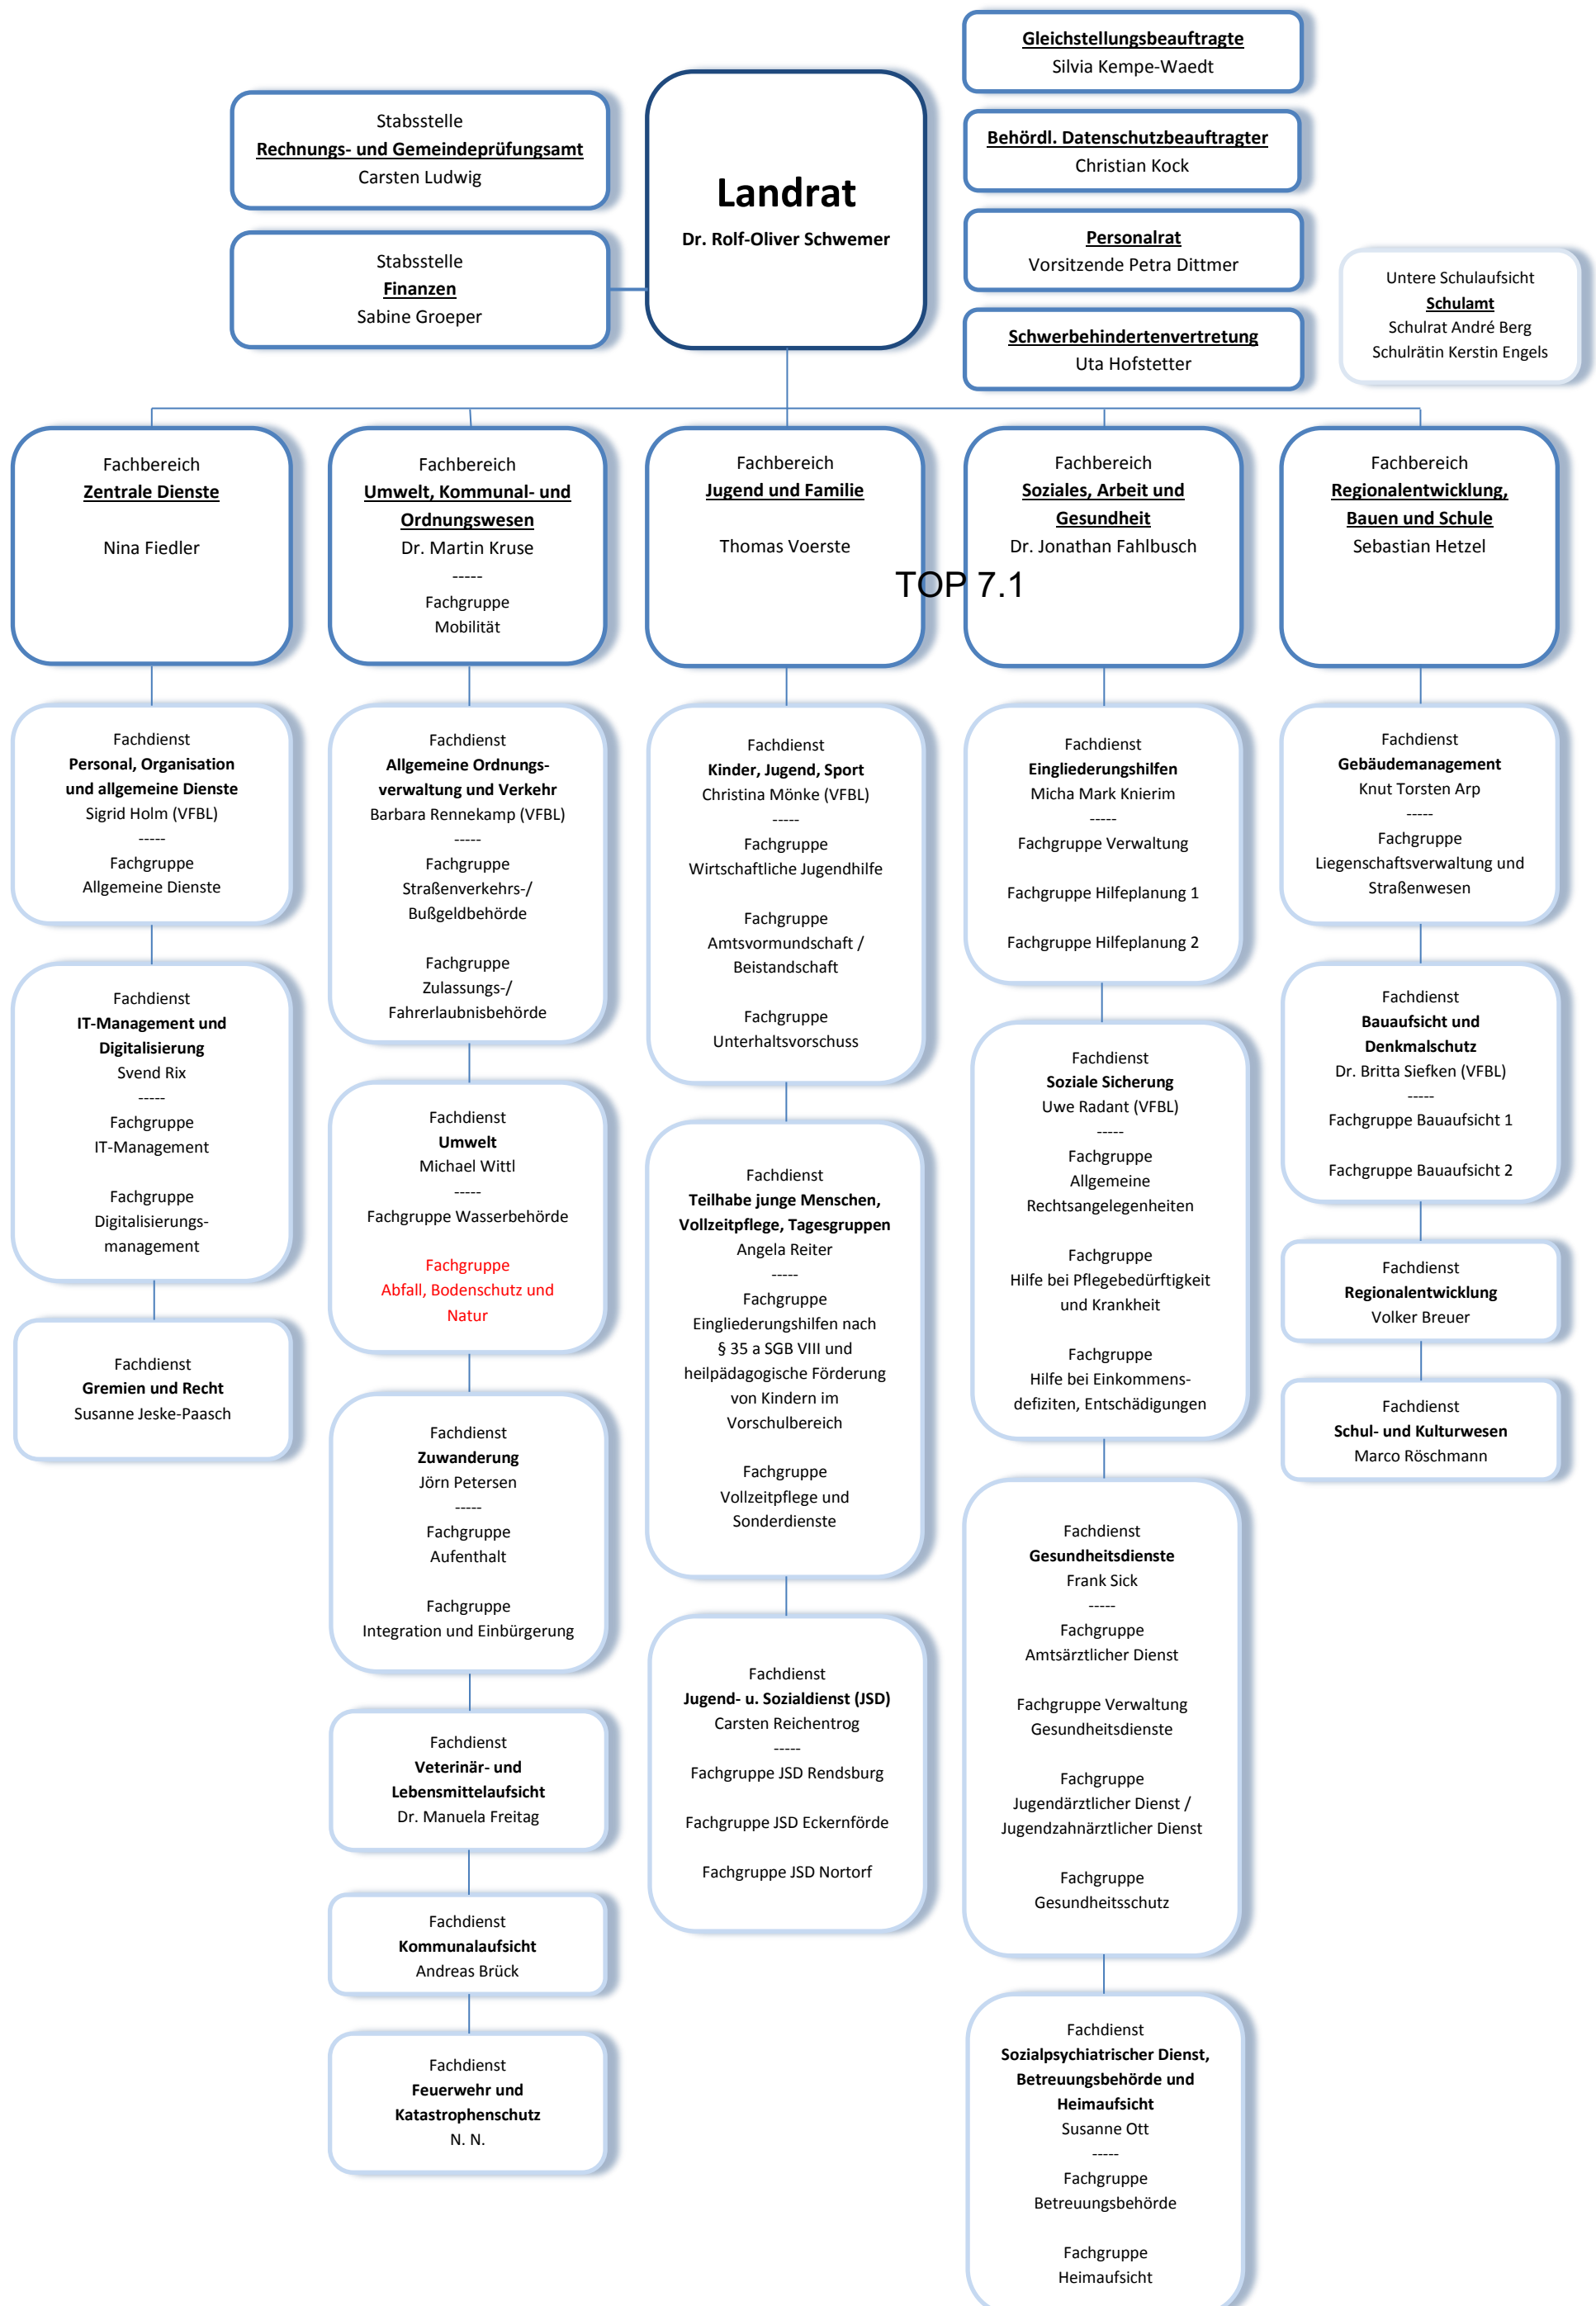 Gleichstellungsbeauftragte
Silvia Kempe-Waedt
Stabsstelle
Rechnungs- und Gemeindeprüfungsamt
Carsten Ludwig
Behördl. Datenschutzbeauftragter
Christian Kock
Landrat
Dr. Rolf-Oliver Schwemer
Personalrat
Vorsitzende Petra Dittmer
Stabsstelle
Finanzen
Sabine Groeper
Untere Schulaufsicht
Schulamt
Schulrat André Berg
Schulrätin Kerstin Engels
Schwerbehindertenvertretung
Uta Hofstetter
Fachbereich
Zentrale Dienste
Nina Fiedler
Fachbereich
Umwelt, Kommunal- und
Ordnungswesen
Dr. Martin Kruse
-----
Fachgruppe
Mobilität
Fachbereich
Jugend und Familie
Thomas Voerste
Fachbereich
Soziales, Arbeit und
Gesundheit
Dr. Jonathan Fahlbusch
Fachbereich
Regionalentwicklung,
Bauen und Schule
Sebastian Hetzel
TOP 7.1
Fachdienst
Personal, Organisation
und allgemeine Dienste
Sigrid Holm (VFBL)
-----
Fachgruppe
Allgemeine Dienste
Fachdienst
IT-Management und
Digitalisierung
Svend Rix
-----
Fachgruppe
IT-Management
Fachgruppe
Digitalisierungs-
management
Fachdienst
Gremien und Recht
Susanne Jeske-Paasch
Fachdienst
Allgemeine Ordnungs-
verwaltung und Verkehr
Barbara Rennekamp (VFBL)
-----
Fachgruppe
Straßenverkehrs-/
Bußgeldbehörde
Fachgruppe
Zulassungs-/
Fahrerlaubnisbehörde
Fachdienst
Umwelt
Michael Wittl
-----
Fachgruppe Wasserbehörde
Fachgruppe
Abfall, Bodenschutz und
Natur
Fachdienst
Zuwanderung
Jörn Petersen
-----
Fachgruppe
Aufenthalt
Fachgruppe
Integration und Einbürgerung
Fachdienst
Veterinär- und
Lebensmittelaufsicht
Dr. Manuela Freitag
Fachdienst
Kommunalaufsicht
Andreas Brück
Fachdienst
Feuerwehr und
Katastrophenschutz
N. N.
Fachdienst
Kinder, Jugend, Sport
Christina Mönke (VFBL)
-----
Fachgruppe
Wirtschaftliche Jugendhilfe
Fachgruppe
Amtsvormundschaft /
Beistandschaft
Fachgruppe
Unterhaltsvorschuss
Fachdienst
Teilhabe junge Menschen,
Vollzeitpflege, Tagesgruppen
Angela Reiter
-----
Fachgruppe
Eingliederungshilfen nach
§ 35 a SGB VIII und
heilpädagogische Förderung
von Kindern im
Vorschulbereich
Fachgruppe
Vollzeitpflege und
Sonderdienste
Fachdienst
Jugend- u. Sozialdienst (JSD)
Carsten Reichentrog
-----
Fachgruppe JSD Rendsburg
Fachgruppe JSD Eckernförde
Fachgruppe JSD Nortorf
Fachdienst
Eingliederungshilfen
Micha Mark Knierim
-----
Fachgruppe Verwaltung
Fachgruppe Hilfeplanung 1
Fachgruppe Hilfeplanung 2
Fachdienst
Soziale Sicherung
Uwe Radant (VFBL)
-----
Fachgruppe
Allgemeine
Rechtsangelegenheiten
Fachgruppe
Hilfe bei Pflegebedürftigkeit
und Krankheit
Fachgruppe
Hilfe bei Einkommens-
defiziten, Entschädigungen
Fachdienst
Gesundheitsdienste
Frank Sick
-----
Fachgruppe
Amtsärztlicher Dienst
Fachgruppe Verwaltung
Gesundheitsdienste
Fachgruppe
Jugendärztlicher Dienst /
Jugendzahnärztlicher Dienst
Fachgruppe
Gesundheitsschutz
Fachdienst
Sozialpsychiatrischer Dienst,
Betreuungsbehörde und
Heimaufsicht
Susanne Ott
-----
Fachgruppe
Betreuungsbehörde
Fachgruppe
Heimaufsicht
Fachdienst
Gebäudemanagement
Knut Torsten Arp
-----
Fachgruppe
Liegenschaftsverwaltung und
Straßenwesen
Fachdienst
Bauaufsicht und
Denkmalschutz
Dr. Britta Siefken (VFBL)
-----
Fachgruppe Bauaufsicht 1
Fachgruppe Bauaufsicht 2
Fachdienst
Regionalentwicklung
Volker Breuer
Fachdienst
Schul- und Kulturwesen
Marco Röschmann